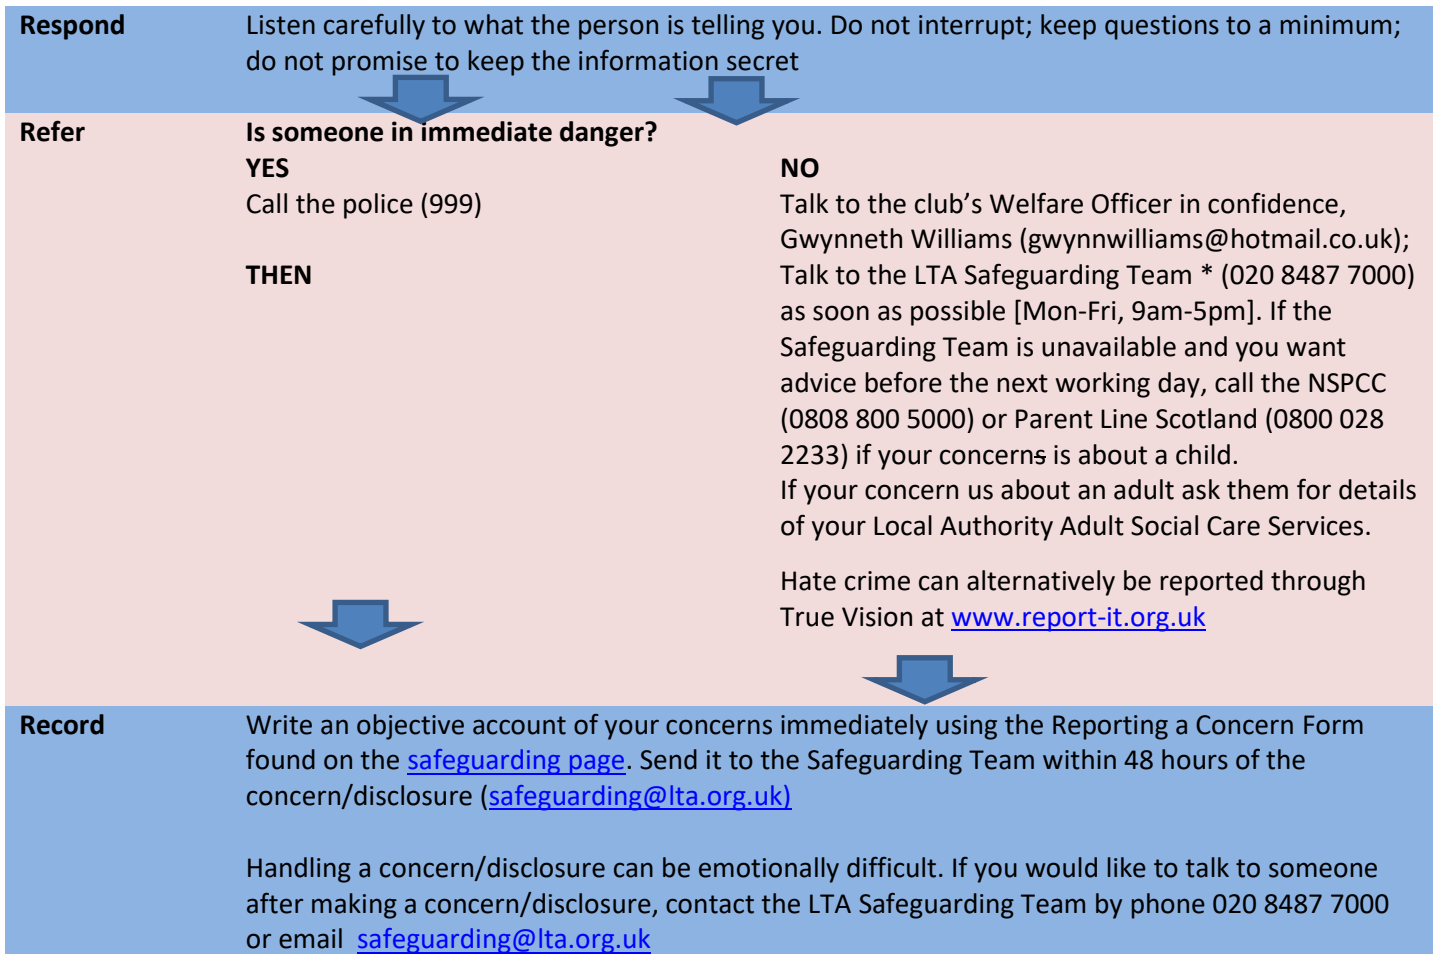 Respond
Listen carefully to what the person is telling you. Do not interrupt; keep questions to a minimum;
do not promise to keep the information secret
Refer
Is someone in immediate danger?
YES
Call the police (999)
THEN
NO
Talk to the club’s Welfare Officer in confidence,
Gwynneth Williams (gwynnwilliams@hotmail.co.uk);
Talk to the LTA Safeguarding Team * (020 8487 7000)
as soon as possible [Mon-Fri, 9am-5pm]. If the
Safeguarding Team is unavailable and you want
advice before the next working day, call the NSPCC
(0808 800 5000) or Parent Line Scotland (0800 028
2233) if your concerns is about a child.
If your concern us about an adult ask them for details
of your Local Authority Adult Social Care Services.
Hate crime can alternatively be reported through
True Vision at www.report-it.org.uk
Record
Write an objective account of your concerns immediately using the Reporting a Concern Form
found on the safeguarding page. Send it to the Safeguarding Team within 48 hours of the
concern/disclosure (safeguarding@lta.org.uk)
Handling a concern/disclosure can be emotionally difficult. If you would like to talk to someone
after making a concern/disclosure, contact the LTA Safeguarding Team by phone 020 8487 7000
or email safeguarding@lta.org.uk